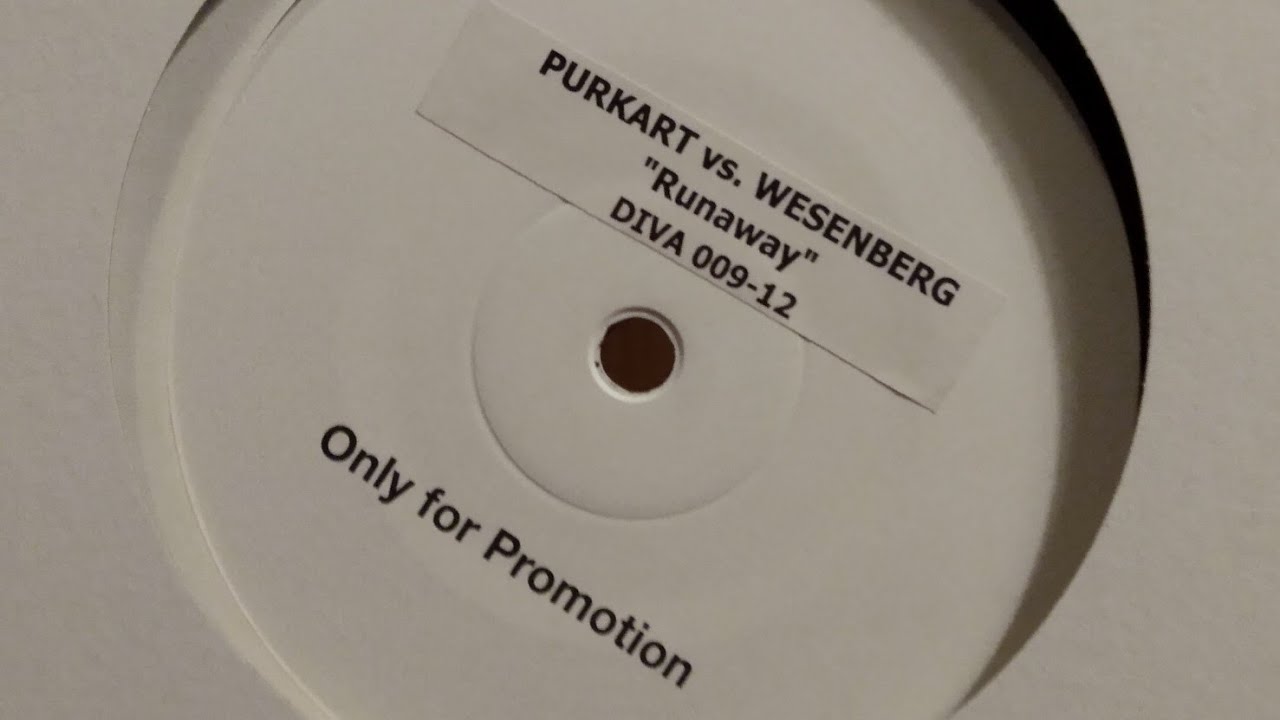 PURKART vs. WESENBERG
"Runaway"
DIVA 009-12
Only for Promotion